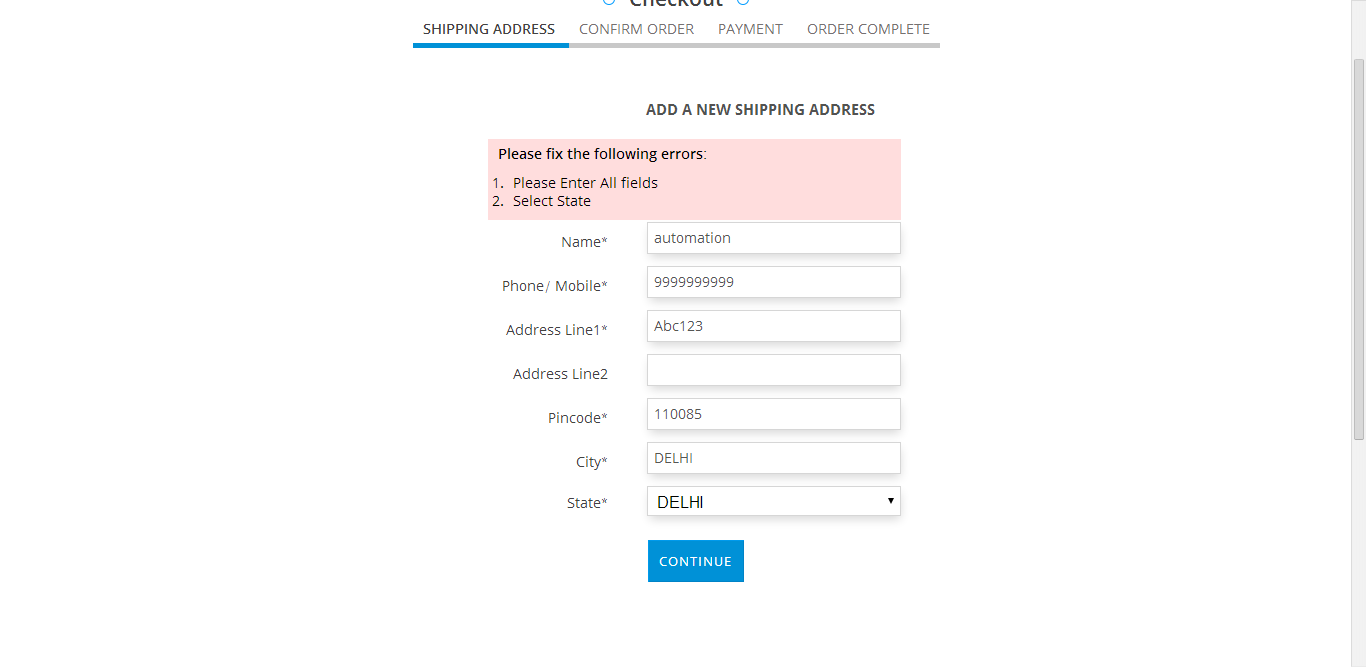 Checkout
SHIPPING ADDRESS CONFIRM ORDER PAYMENT ORDER COMPLETE
ADD A NEW SHIPPING ADDRESS
Please fix the following errors:
1. Please Enter All fields
2. Select State
Name* automation
Phone/ Mobile* 9999999999
Address Line1* Abc123
Address Line2
Pincode* 110085
City* DELHI
State* DELHI
CONTINUE